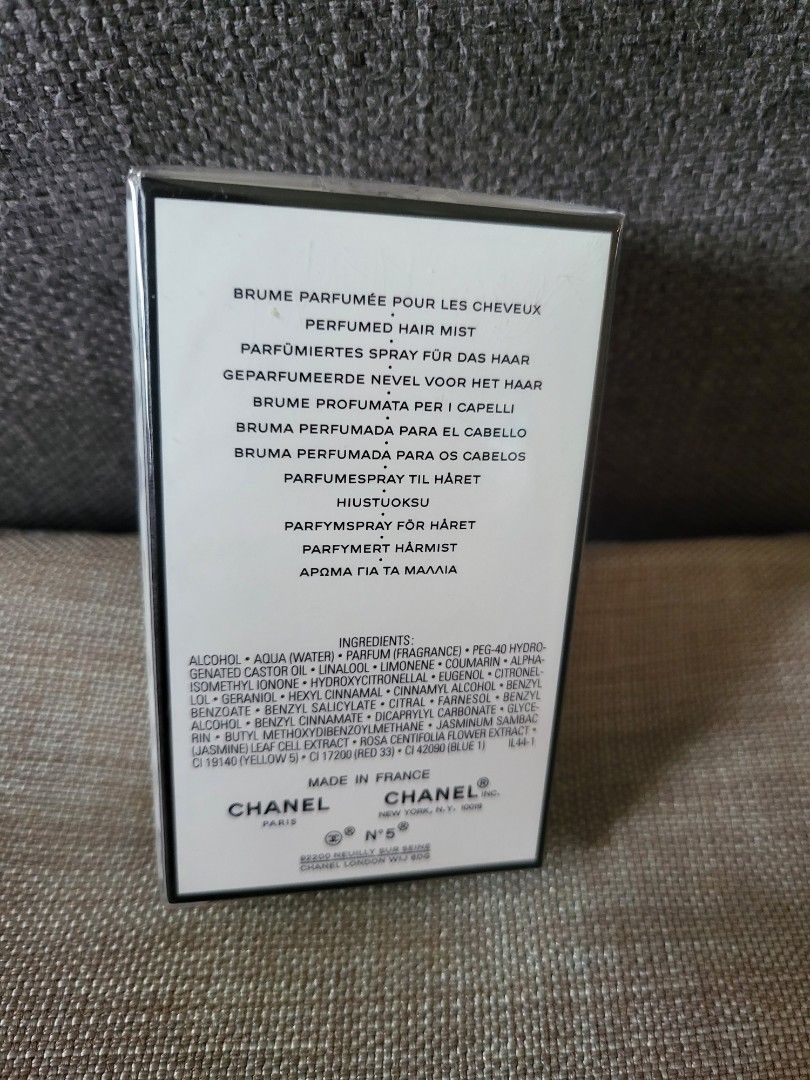 BRUME PARFUMÉE POUR LES CHEVEUX
PERFUMED HAIR MIST
PARFÜMIERTES SPRAY FÜR DAS HAAR
GEPARFUMEERDE NEVEL VOOR HET HAAR
BRUME PROFUMATA PER I CAPELLI
BRUMA PERFUMADA PARA EL CABELLO
BRUMA PERFUMADA PARA OS CABELOS
PARFUMESPRAY TIL HÅRET
HIUSTUOKSU
PARFYMSPRAY FÖR HÅRET
PARFYMERT HÅRMIST
ΑΡΩΜΑ ΓΙΑ ΤΑ ΜΑΛΛΙΑ
INGREDIENTS:
ALCOHOL • AQUA (WATER) • PARFUM (FRAGRANCE) • PEG-40 HYDRO-
GENATED CASTOR OIL • LINALOOL • LIMONENE • COUMARIN • ALPHA-
ISOMETHYL IONONE • HYDROXYCITRONELLAL • EUGENOL • CITRONEL-
LOL • GERANIOL • HEXYL CINNAMAL • CINNAMYL ALCOHOL • BENZYL
BENZOATE • BENZYL SALICYLATE • CITRAL • FARNESOL • BENZYL
ALCOHOL • BENZYL CINNAMATE • DICAPRYLYL CARBONATE • GLYCE-
RIN • BUTYL METHOXYDIBENZOYLMETHANE • JASMINUM SAMBAC
(JASMINE) LEAF CELL EXTRACT • ROSA CENTIFOLIA FLOWER EXTRACT •
CI 19140 (YELLOW 5) • CI 17200 (RED 33) • CI 42090 (BLUE 1) IL44-1
MADE IN FRANCE
CHANEL CHANEL® INC.
PARIS NEW YORK, N.Y. 10019
® N°5®
92200 NEUILLY SUR SEINE
CHANEL LONDON W1J 6DG